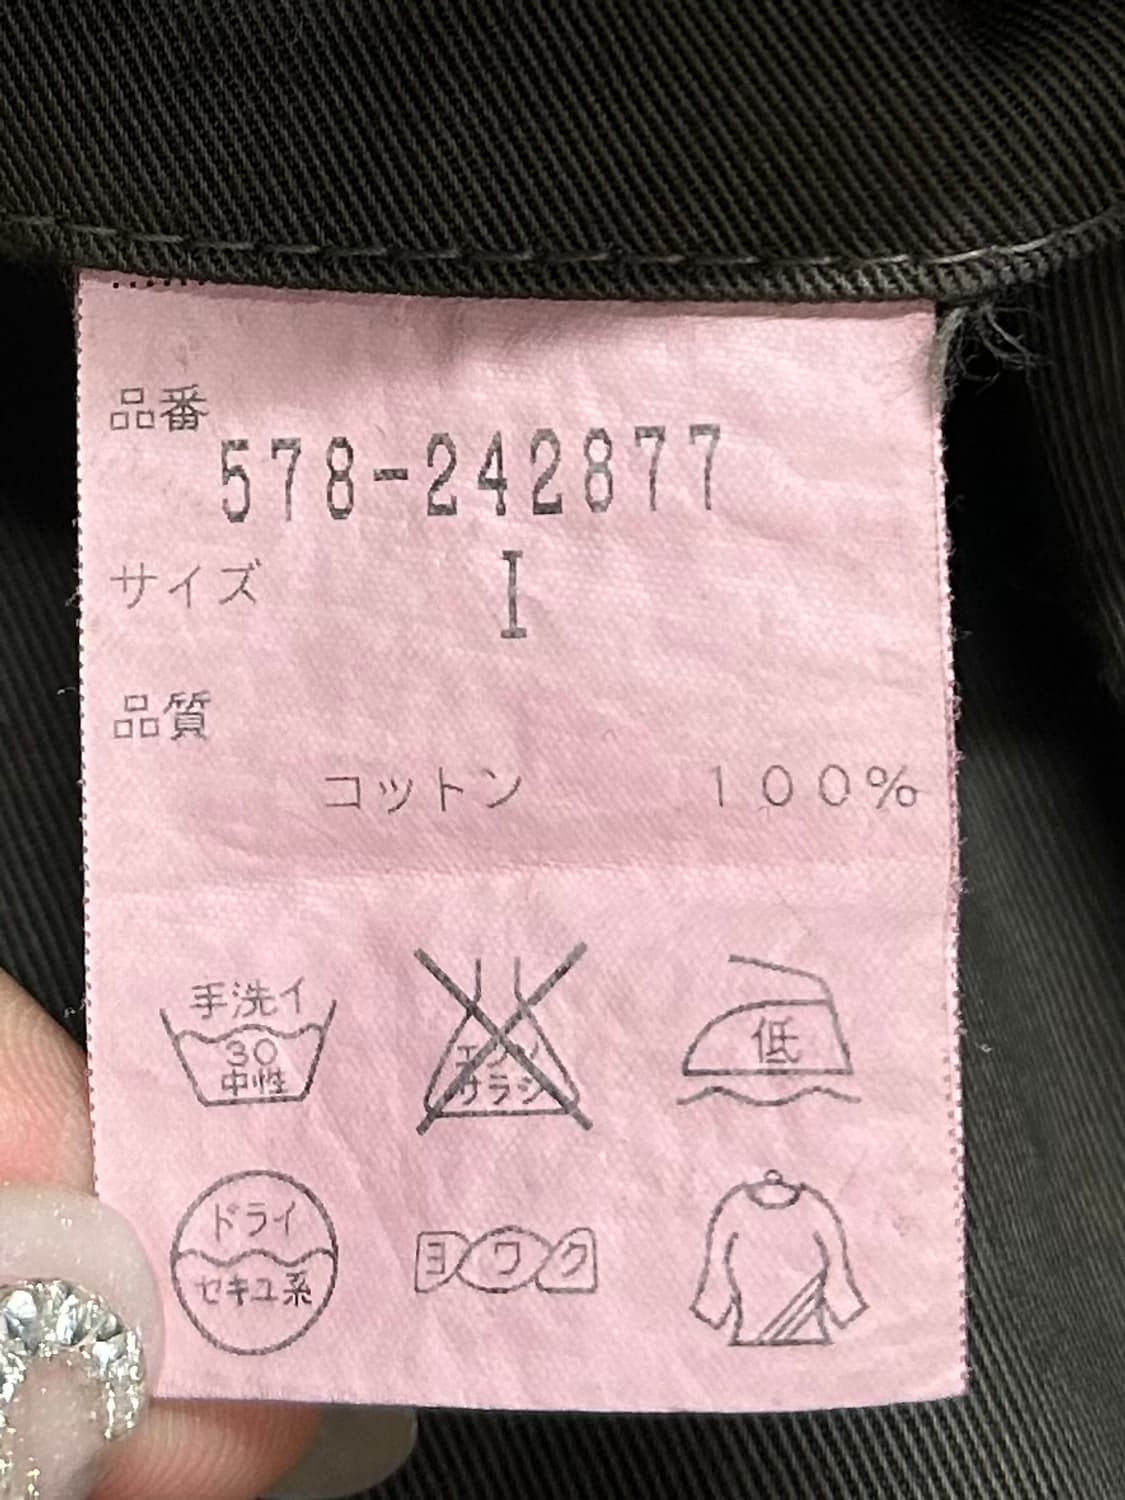 品番
578-242877
サイズ
I
品質
コットン 100%
手洗イ
30
中性
エンソ
サラシ
低
ドライ
セキユ系
ヨワク